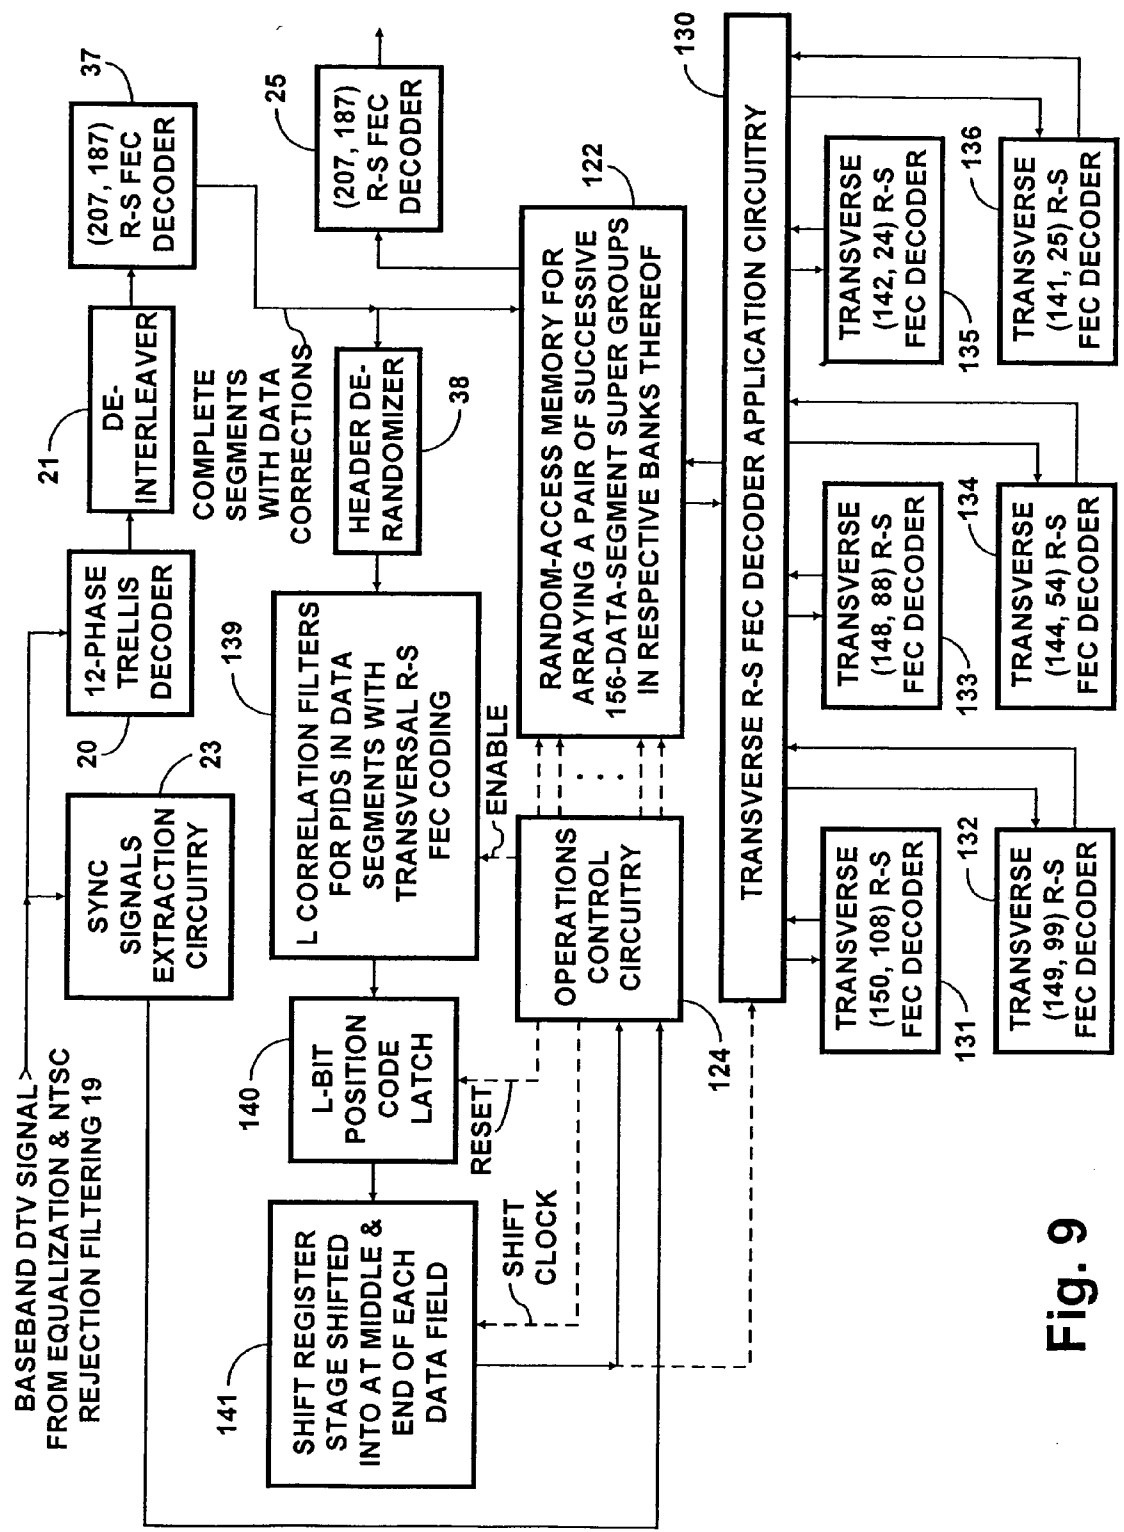 BASEBAND DTV SIGNAL
FROM EQUALIZATION & NTSC
REJECTION FILTERING 19
SYNC
SIGNALS
EXTRACTION
CIRCUITRY
23
12-PHASE
TRELLIS
DECODER
20
DE-
INTERLEAVER
21
(207, 187)
R-S FEC
DECODER
37
COMPLETE
SEGMENTS
WITH DATA
CORRECTIONS
(207, 187)
R-S FEC
DECODER
25
HEADER DE-
RANDOMIZER
38
L CORRELATION FILTERS
FOR PIDS IN DATA
SEGMENTS WITH
TRANSVERSAL R-S
FEC CODING
139
L-BIT
POSITION
CODE
LATCH
140
SHIFT REGISTER
STAGE SHIFTED
INTO AT MIDDLE &
END OF EACH
DATA FIELD
141
SHIFT
CLOCK
RESET
ENABLE
OPERATIONS
CONTROL
CIRCUITRY
124
. . .
RANDOM-ACCESS MEMORY FOR
ARRAYING A PAIR OF SUCCESSIVE
156-DATA-SEGMENT SUPER GROUPS
IN RESPECTIVE BANKS THEREOF
122
TRANSVERSE R-S FEC DECODER APPLICATION CIRCUITRY
130
TRANSVERSE
(150, 108) R-S
FEC DECODER
131
TRANSVERSE
(149, 99) R-S
FEC DECODER
132
TRANSVERSE
(148, 88) R-S
FEC DECODER
133
TRANSVERSE
(144, 54) R-S
FEC DECODER
134
TRANSVERSE
(142, 24) R-S
FEC DECODER
135
TRANSVERSE
(141, 25) R-S
FEC DECODER
136
Fig. 9